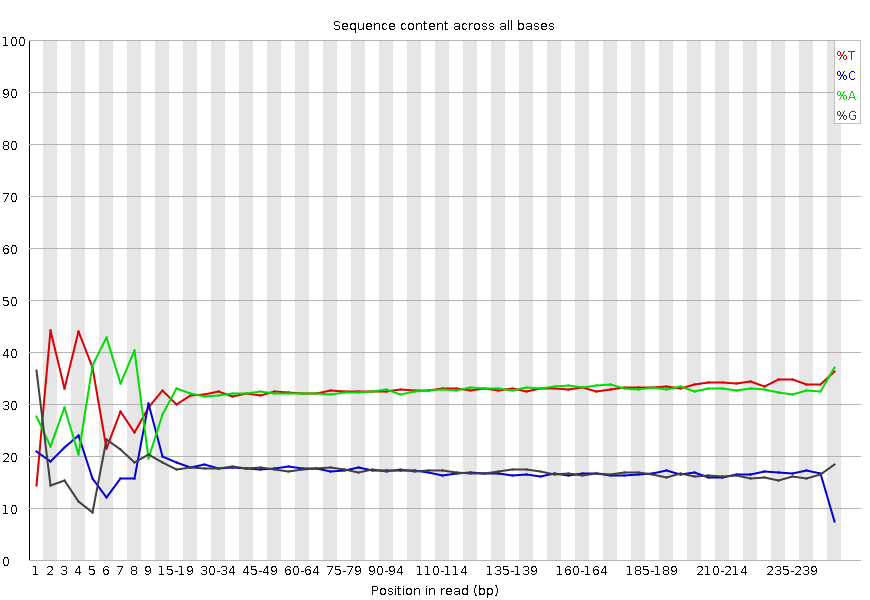 Sequence content across all bases
100
90
80
70
60
50
40
30
20
10
0
%T
%C
%A
%G
1 2 3 4 5 6 7 8 9 15-19 30-34 45-49 60-64 75-79 90-94 110-114 135-139 160-164 185-189 210-214 235-239
Position in read (bp)